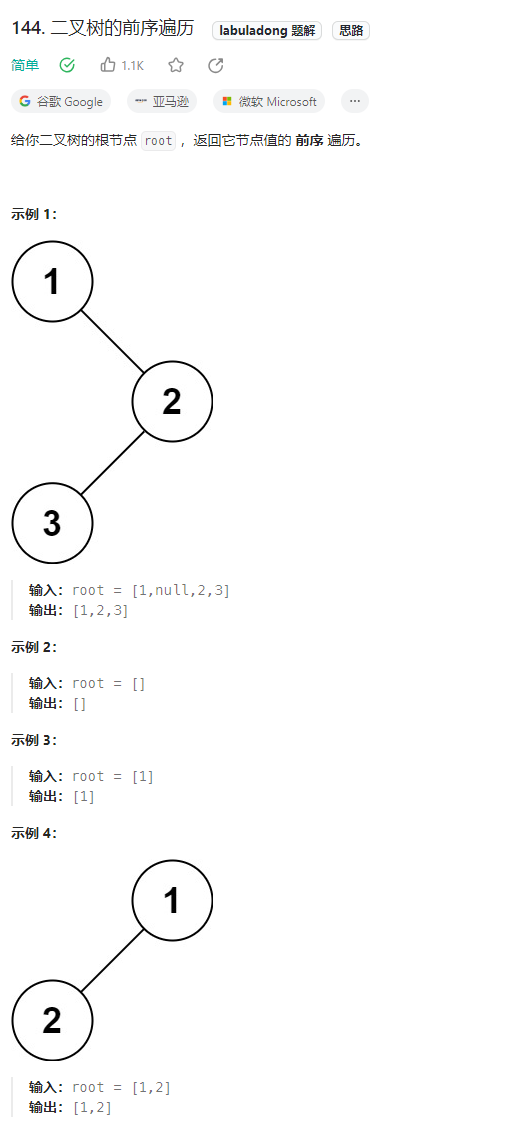 144. 二叉树的前序遍历 labuladong 题解 思路
简单 1.1K
谷歌 Google 亚马逊 微软 Microsoft ...
给你二叉树的根节点 root ，返回它节点值的 前序 遍历。
示例 1：
1
2
3
输入：root = [1,null,2,3]
输出：[1,2,3]
示例 2：
输入：root = []
输出：[]
示例 3：
输入：root = [1]
输出：[1]
示例 4：
1
2
输入：root = [1,2]
输出：[1,2]